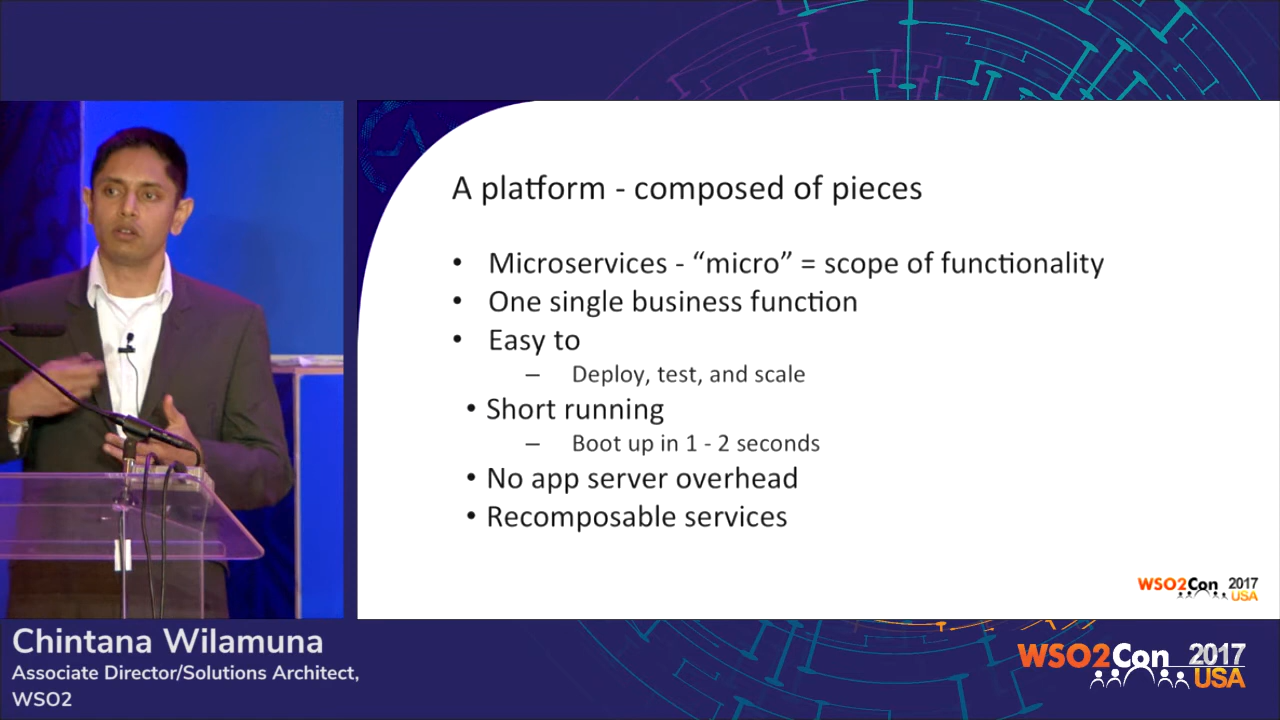 A platform - composed of pieces
• Microservices - “micro” = scope of functionality
• One single business function
• Easy to
– Deploy, test, and scale
• Short running
– Boot up in 1 - 2 seconds
• No app server overhead
• Recomposable services
WSO2Con 2017
USA
Chintana Wilamuna
Associate Director/Solutions Architect,
WSO2
WSO2Con 2017
USA